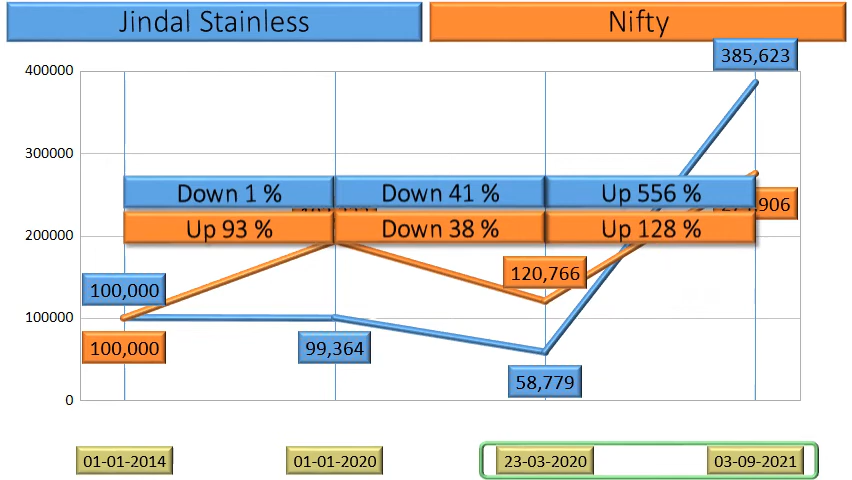 Jindal Stainless
Nifty
385,623
400000
300000
Down 1 %
Down 41 %
Up 556 %
906
Up 93 %
Down 38 %
Up 128 %
200000
120,766
100,000
100000
100,000
99,364
58,779
0
01-01-2014
01-01-2020
23-03-2020
03-09-2021